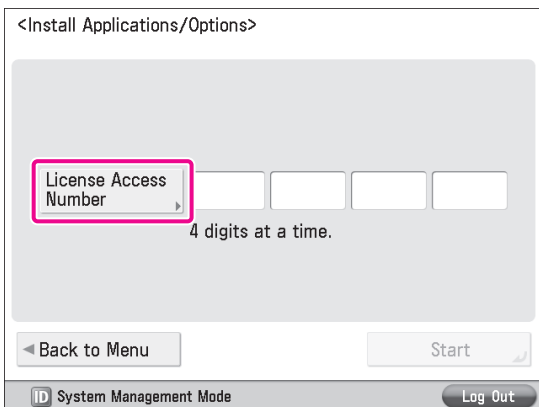 <Install Applications/Options>
License Access
Number
4 digits at a time.
Back to Menu
Start
ID System Management Mode
Log Out